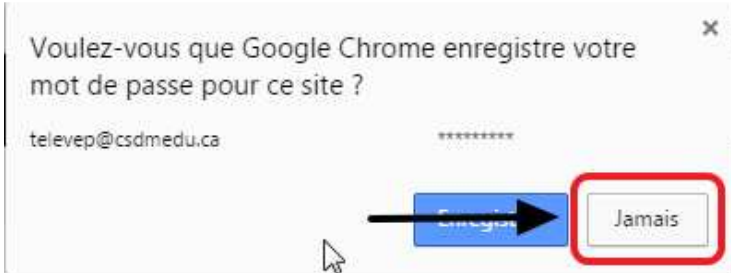 Voulez-vous que Google Chrome enregistre votre
mot de passe pour ce site ?
televep@csdmedu.ca *********
Jamais